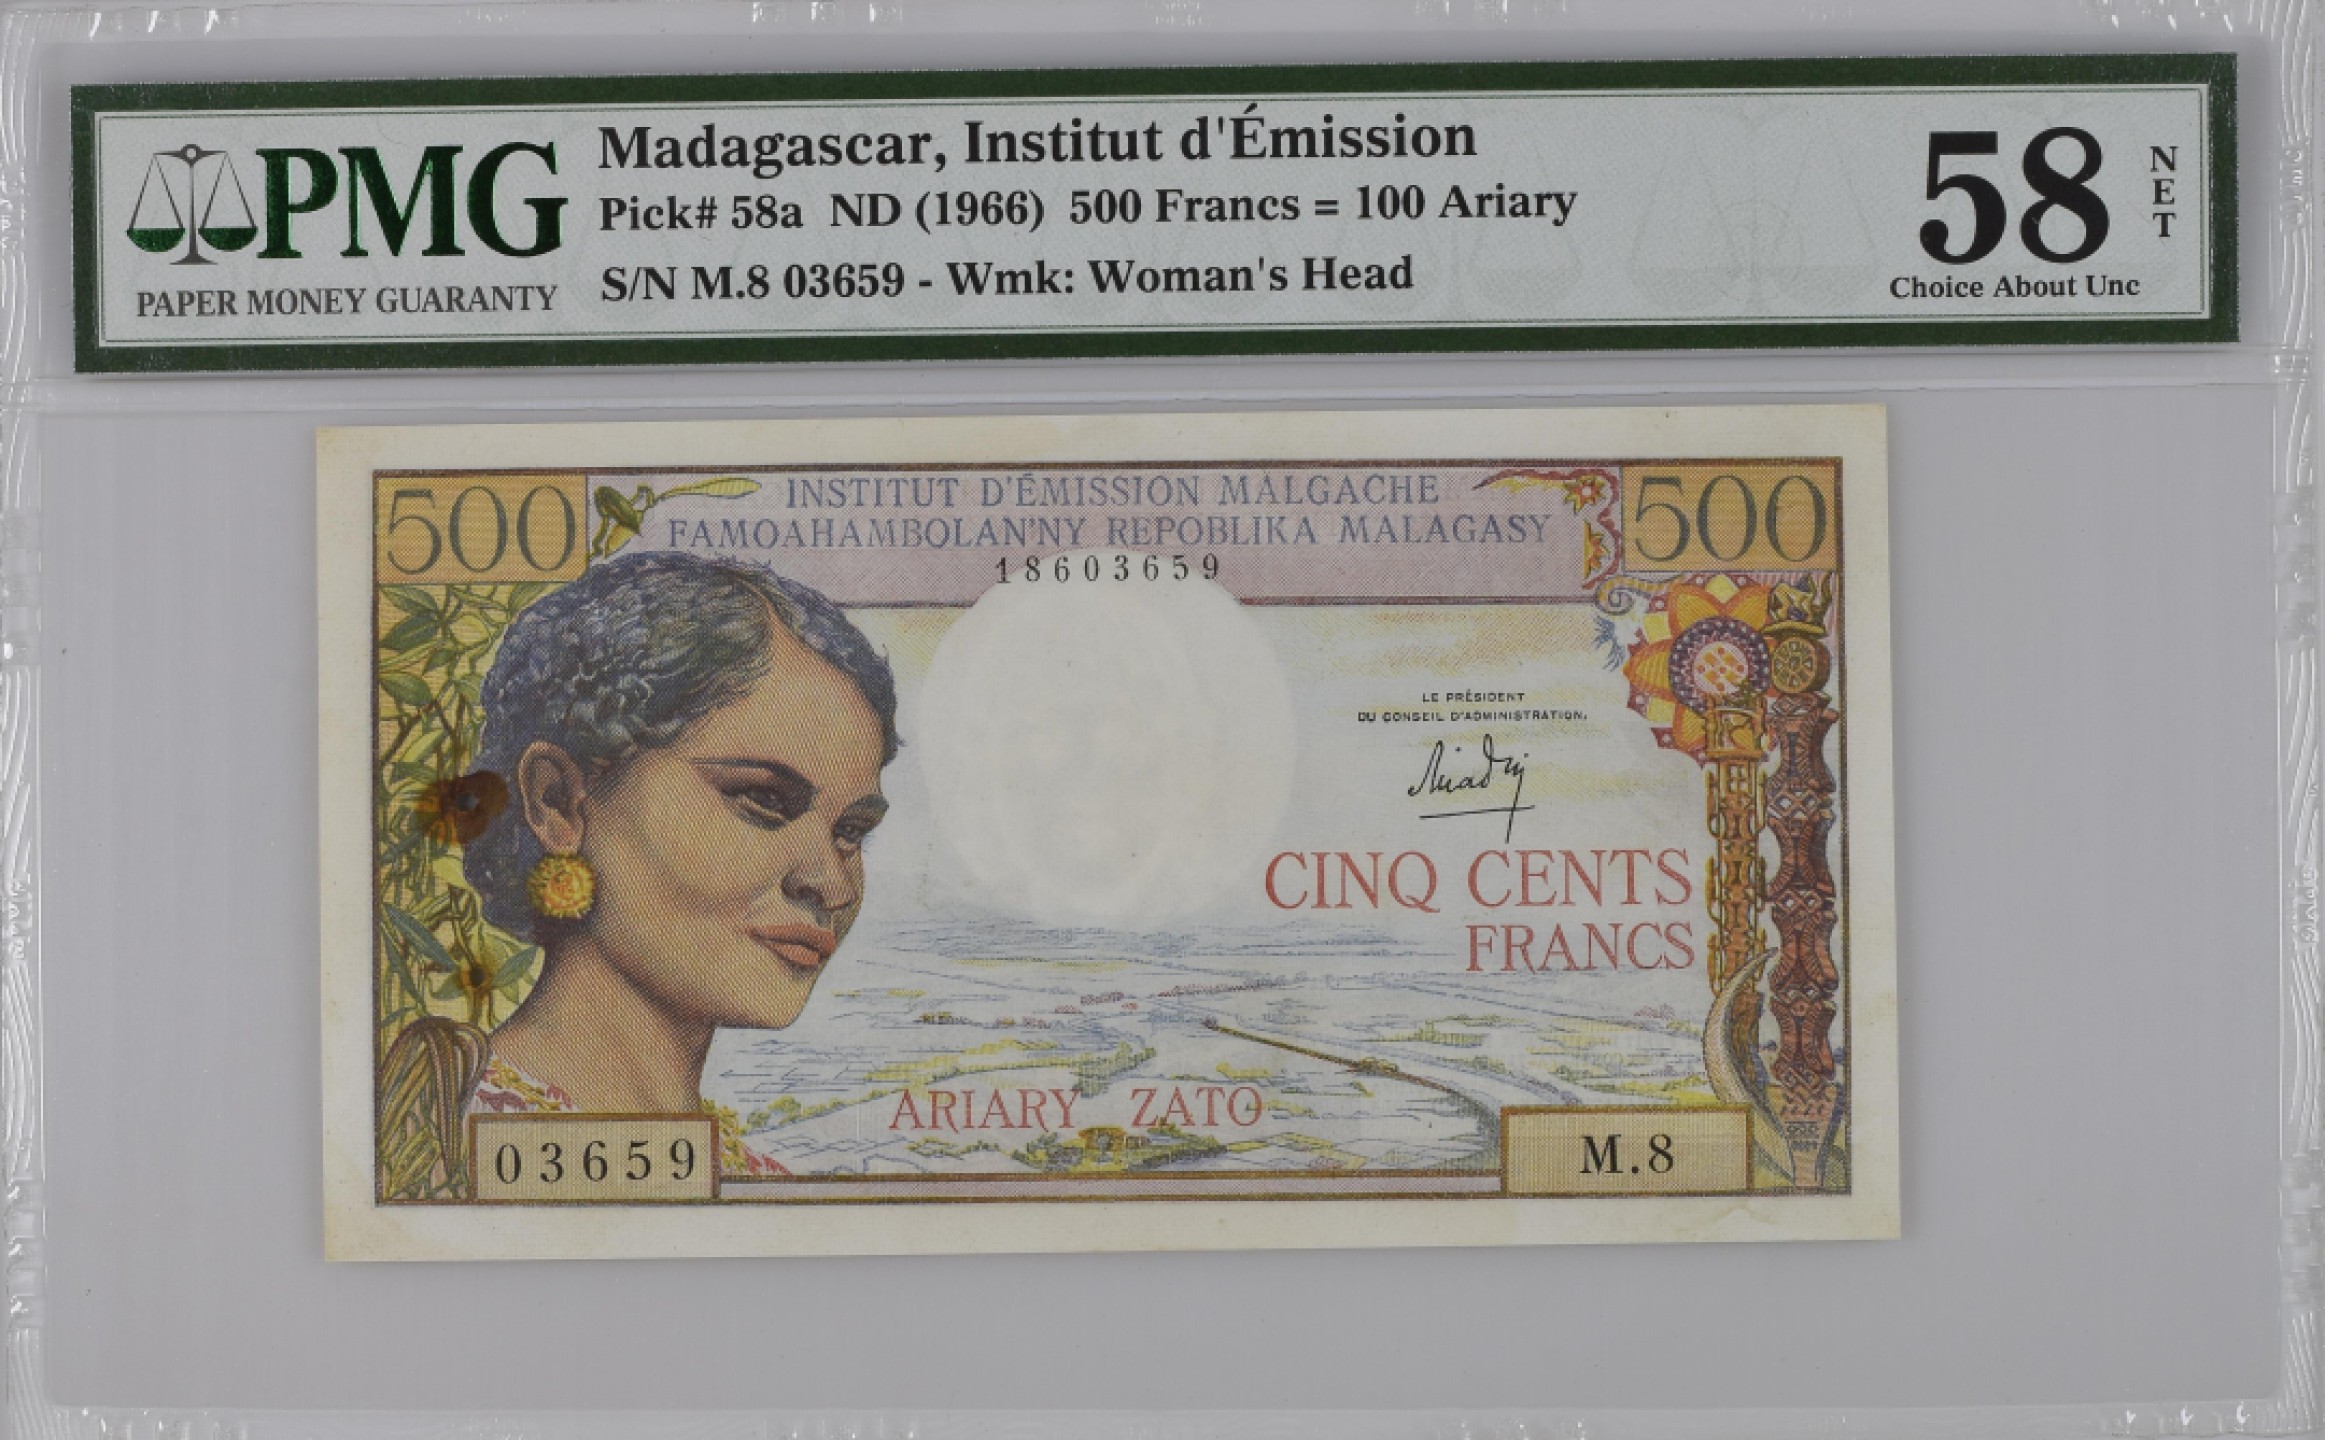 PMG
PAPER MONEY GUARANTY
Madagascar, Institut d'Émission
Pick# 58a ND (1966) 500 Francs = 100 Ariary
S/N M.8 03659 - Wmk: Woman's Head
58
NET
Choice About Unc
500
INSTITUT D'ÉMISSION MALGACHE
FAMOAHAMBOLAN'NY REPOBLIKA MALAGASY
500
18603659
LE PRÉSIDENT
DU CONSEIL D'ADMINISTRATION,
CINQ CENTS
FRANCS
ARIARY ZATO
03659
M.8